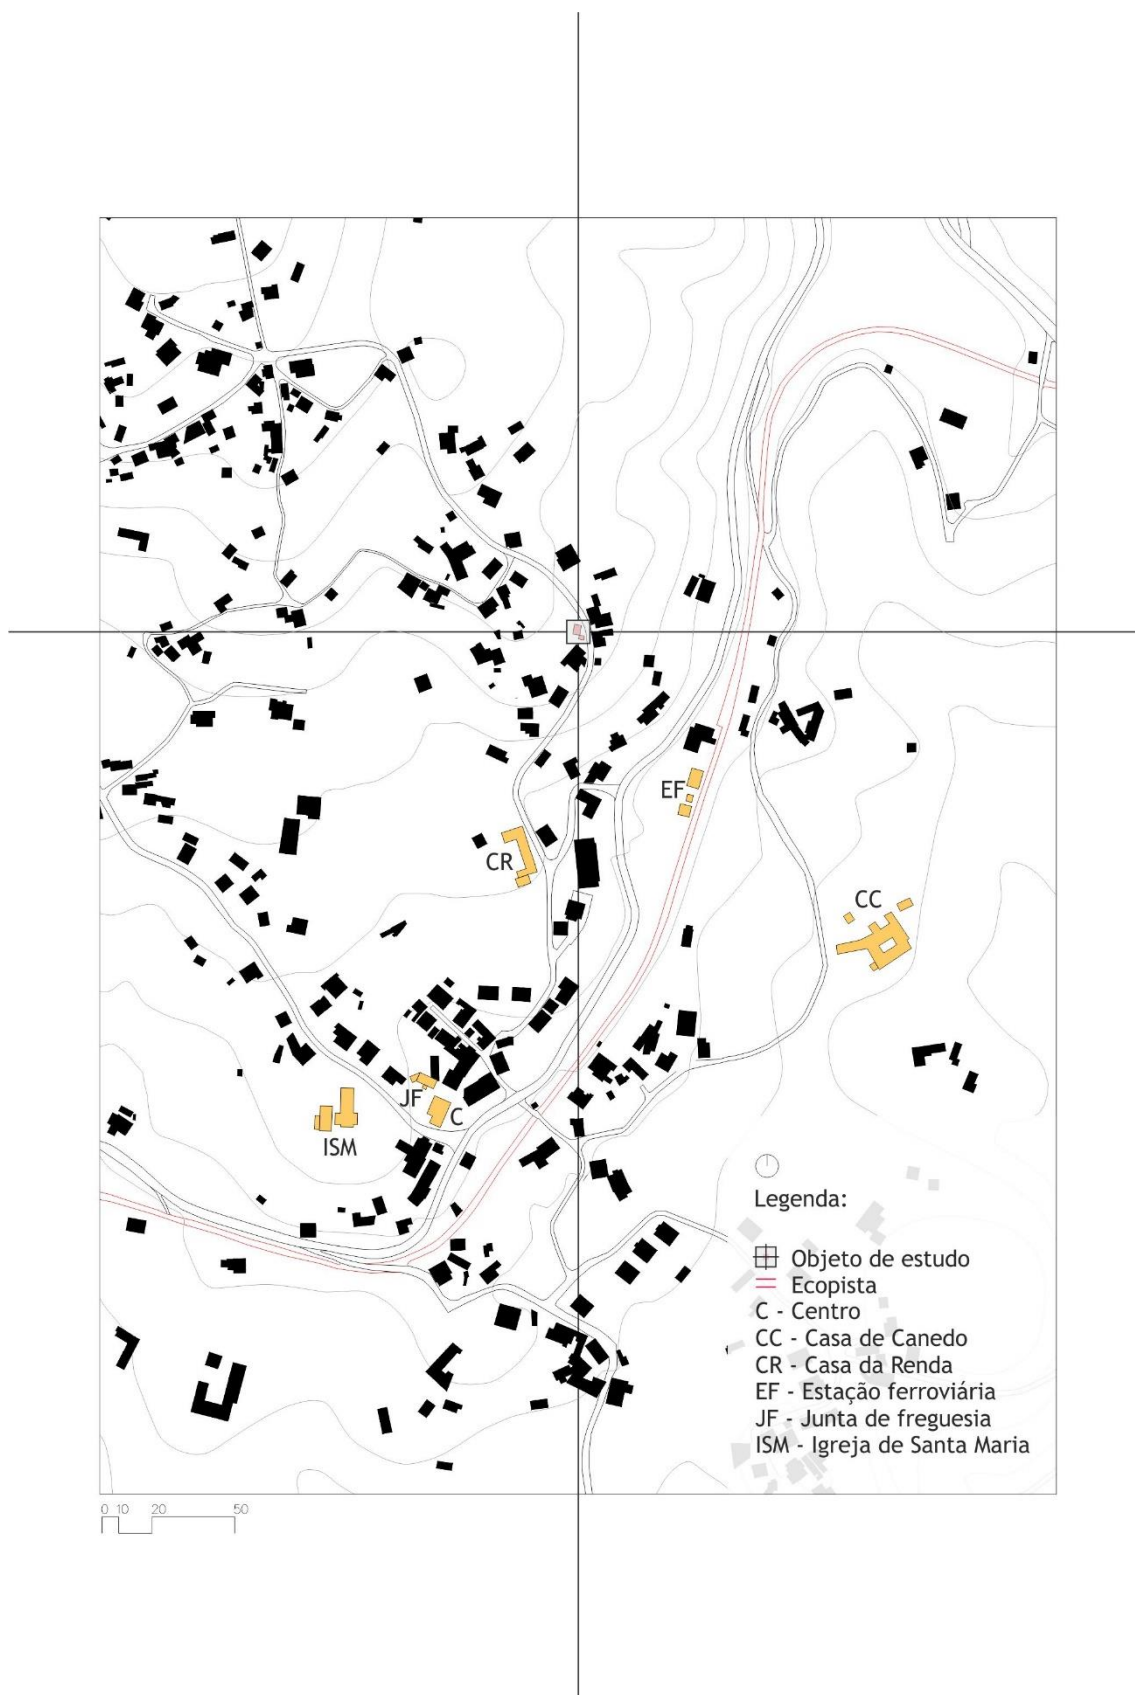 EF
CR
CC
JF
C
ISM
Legenda:
Objeto de estudo
Ecopista
C - Centro
CC - Casa de Canedo
CR - Casa da Renda
EF - Estação ferroviária
JF - Junta de freguesia
ISM - Igreja de Santa Maria
0 10 20 50